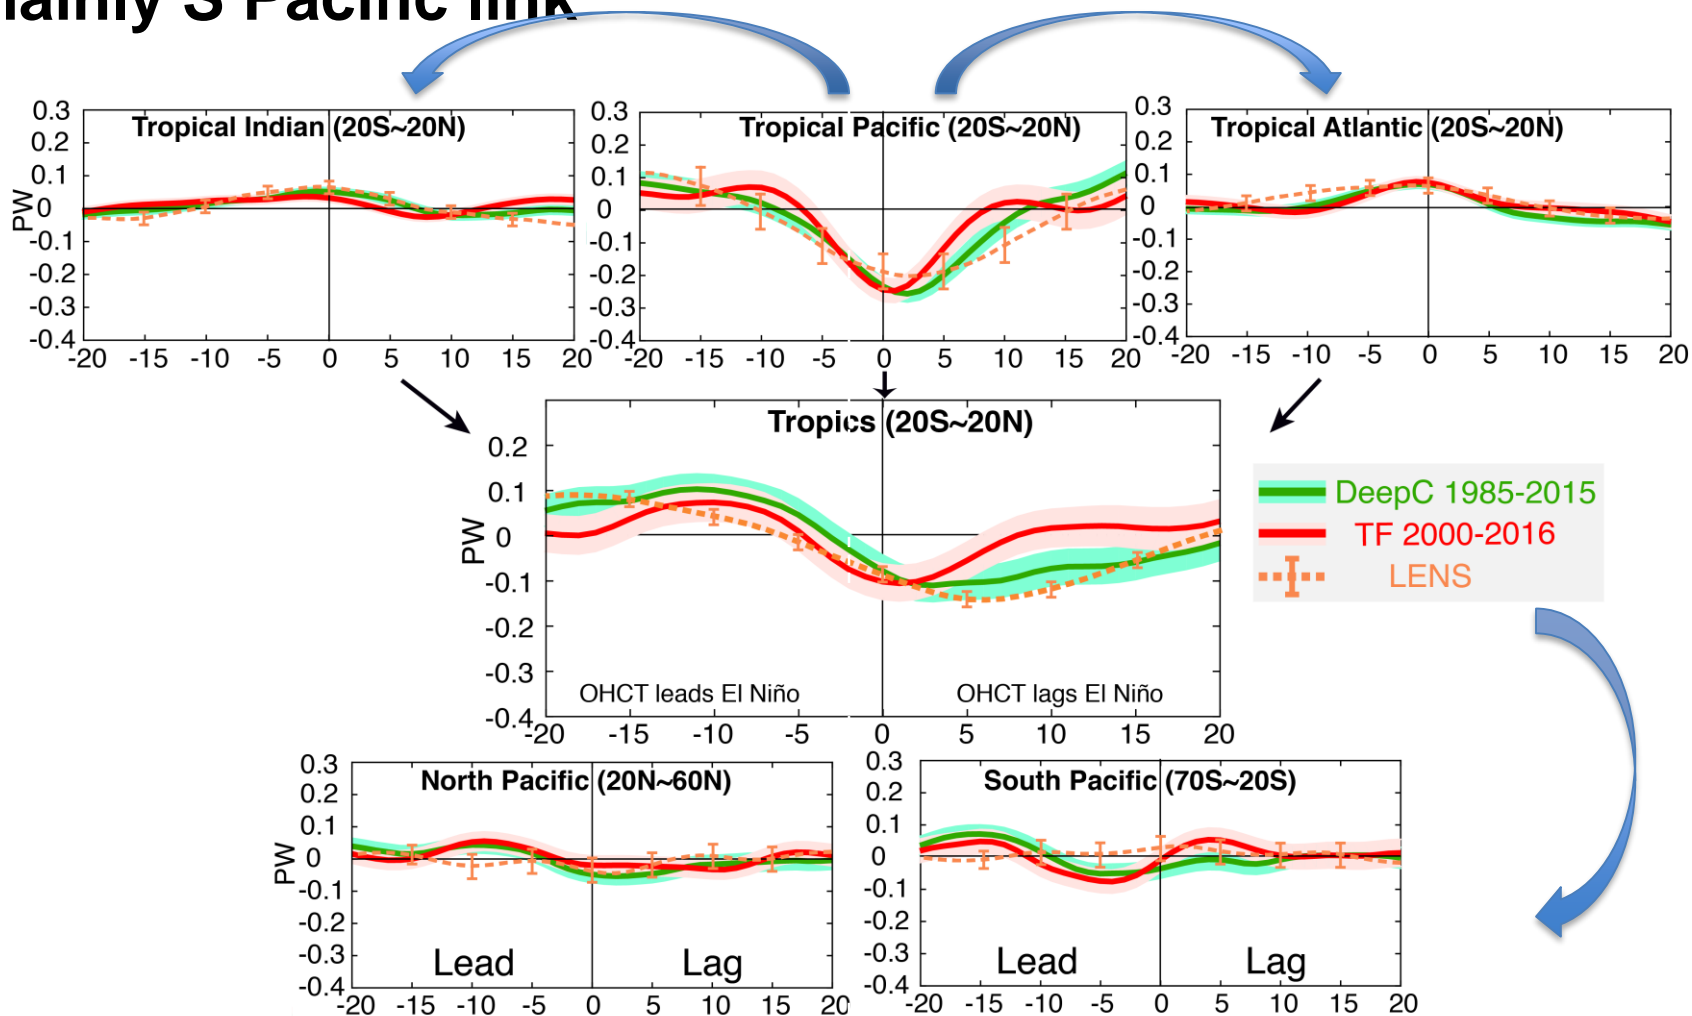 S Pacific link
Tropical Indian (20S~20N)
Tropical Pacific (20S~20N)
Tropical Atlantic (20S~20N)
0.3
0.2
0.1
0
-0.1
-0.2
-0.3
-0.4
PW
-20 -15 -10 -5 0 5 10 15 20
0.3
0.2
0.1
0
-0.1
-0.2
-0.3
-0.4
-20 -15 -10 -5 0 5 10 15 20
0.3
0.2
0.1
0
-0.1
-0.2
-0.3
-0.4
-20 -15 -10 -5 0 5 10 15 20
Tropics (20S~20N)
0.2
0.1
0
-0.1
-0.2
-0.3
-0.4
PW
OHCT leads El Niño
OHCT lags El Niño
-20 -15 -10 -5 0 5 10 15 20
DeepC 1985-2015
TF 2000-2016
LENS
North Pacific (20N~60N)
0.3
0.2
0.1
0
-0.1
-0.2
-0.3
-0.4
PW
Lead
Lag
-20 -15 -10 -5 0 5 10 15 20
South Pacific (70S~20S)
0.3
0.2
0.1
0
-0.1
-0.2
-0.3
-0.4
Lead
Lag
-20 -15 -10 -5 0 5 10 15 20